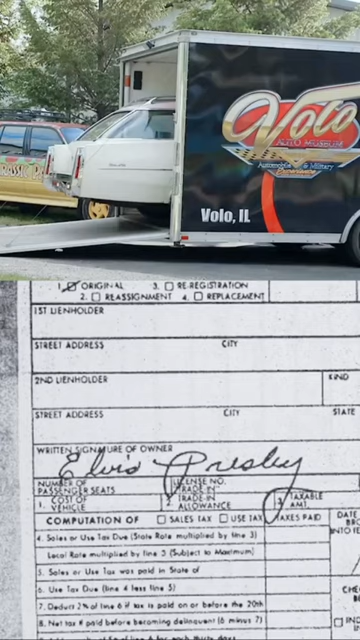 Volo
AUTO MUSEUM
Automobile & Military
Experience
Volo, IL
1. ORIGINAL 3. RE-REGISTRATION
2. REASSIGNMENT 4. REPLACEMENT
1ST LIENHOLDER
STREET ADDRESS CITY
2ND LIENHOLDER KIND
STREET ADDRESS CITY STATE
WRITTEN SIGNATURE OF OWNER
Elvis Presley
NUMBER OF PASSENGER SEATS LICENSE NO.
1. COST OF VEHICLE 2. TRADE-IN ALLOWANCE 3. TAXABLE AMT.
COMPUTATION OF SALES TAX USE TAX TAXES PAID DATE
4. Sales or Use Tax Due (State Rate multiplied by line 3)
Local Rate multiplied by line 3 (Subject to Maximum)
5. Sales or Use Tax was paid in State of
6. Use Tax Due (line 4 less line 5)
7. Deduct 2% of line 6 if tax is paid on or before the 20th
8. Net tax if paid before becoming delinquent (6 minus 7)